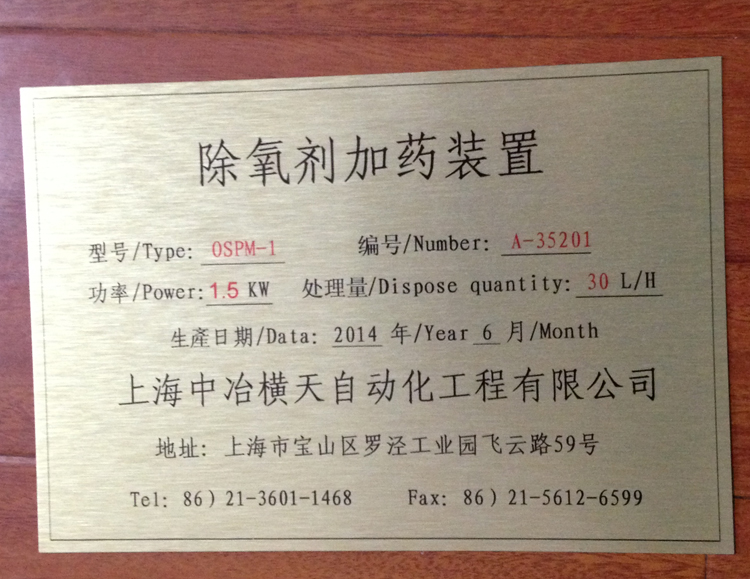 除氧剂加药装置
型号/Type: OSPM-1 编号/Number: A-35201
功率/Power: 1.5 KW 处理量/Dispose quantity: 30 L/H
生產日期/Data: 2014 年/Year 6 月/Month
上海中冶横天自动化工程有限公司
地址: 上海市宝山区罗泾工业园飞云路59号
Tel: 86）21-3601-1468 Fax: 86）21-5612-6599